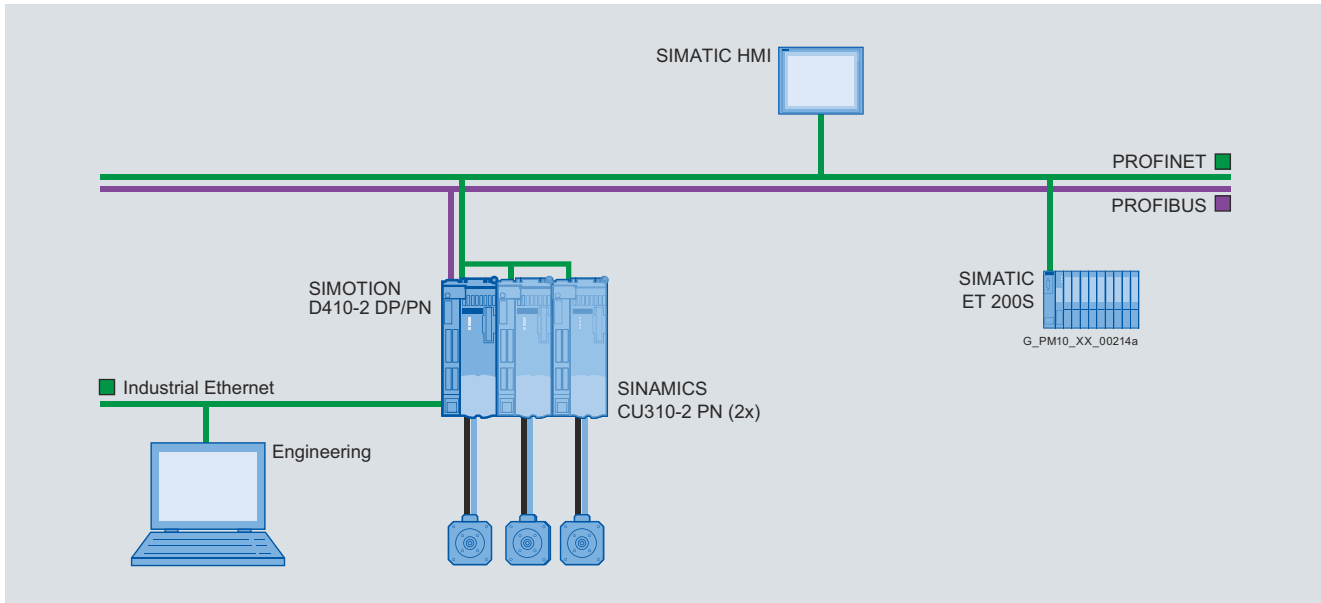 SIMATIC HMI
PROFINET
PROFIBUS
SIMOTION
D410-2 DP/PN
SIMATIC
ET 200S
G_PM10_XX_00214a
Industrial Ethernet
SINAMICS
CU310-2 PN (2x)
Engineering